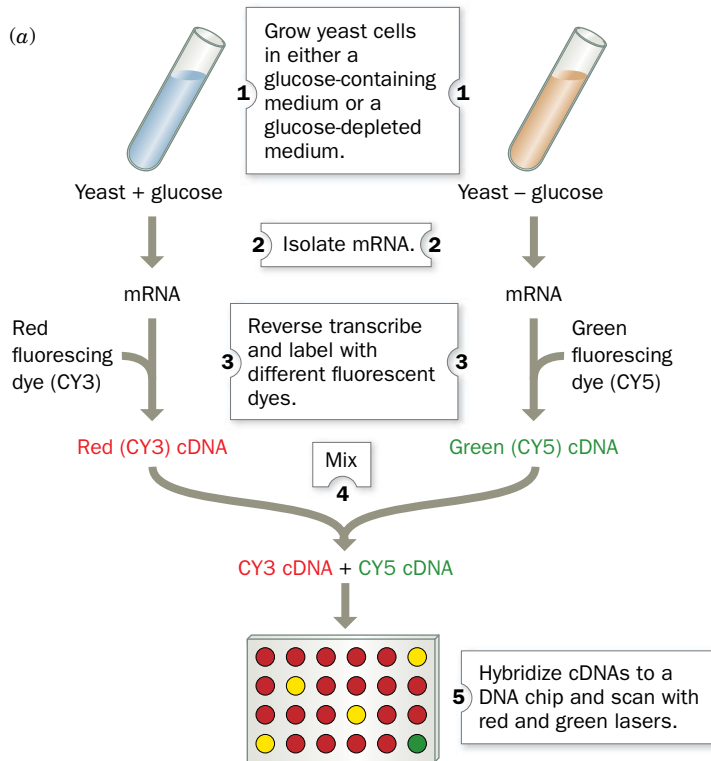 (a)
Grow yeast cells
in either a
glucose-containing
medium or a
glucose-depleted
medium.
1 1
Yeast + glucose
Yeast – glucose
2 Isolate mRNA. 2
mRNA
mRNA
Red
fluorescing
dye (CY3)
Reverse transcribe
and label with
different fluorescent
dyes.
3 3
Green
fluorescing
dye (CY5)
Red (CY3) cDNA
Green (CY5) cDNA
Mix
4
CY3 cDNA + CY5 cDNA
Hybridize cDNAs to a
5 DNA chip and scan with
red and green lasers.